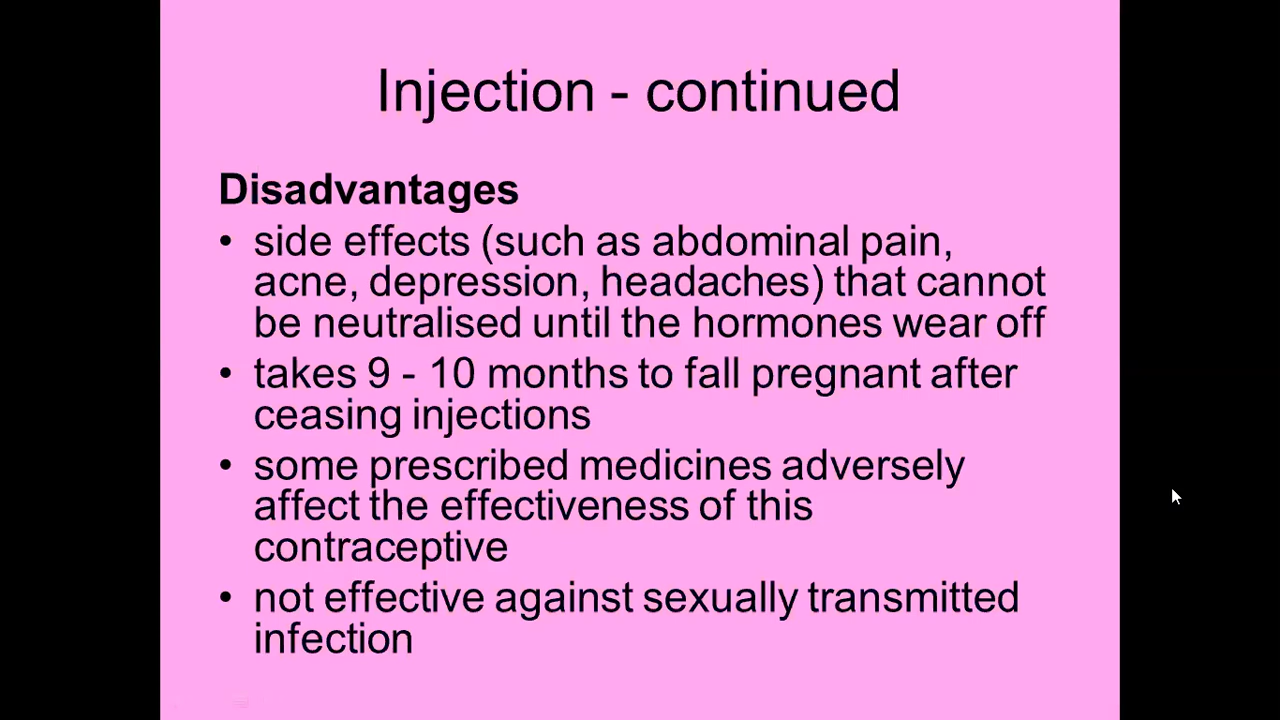 Injection - continued
Disadvantages
• side effects (such as abdominal pain,
acne, depression, headaches) that cannot
be neutralised until the hormones wear off
• takes 9 - 10 months to fall pregnant after
ceasing injections
• some prescribed medicines adversely
affect the effectiveness of this
contraceptive
• not effective against sexually transmitted
infection